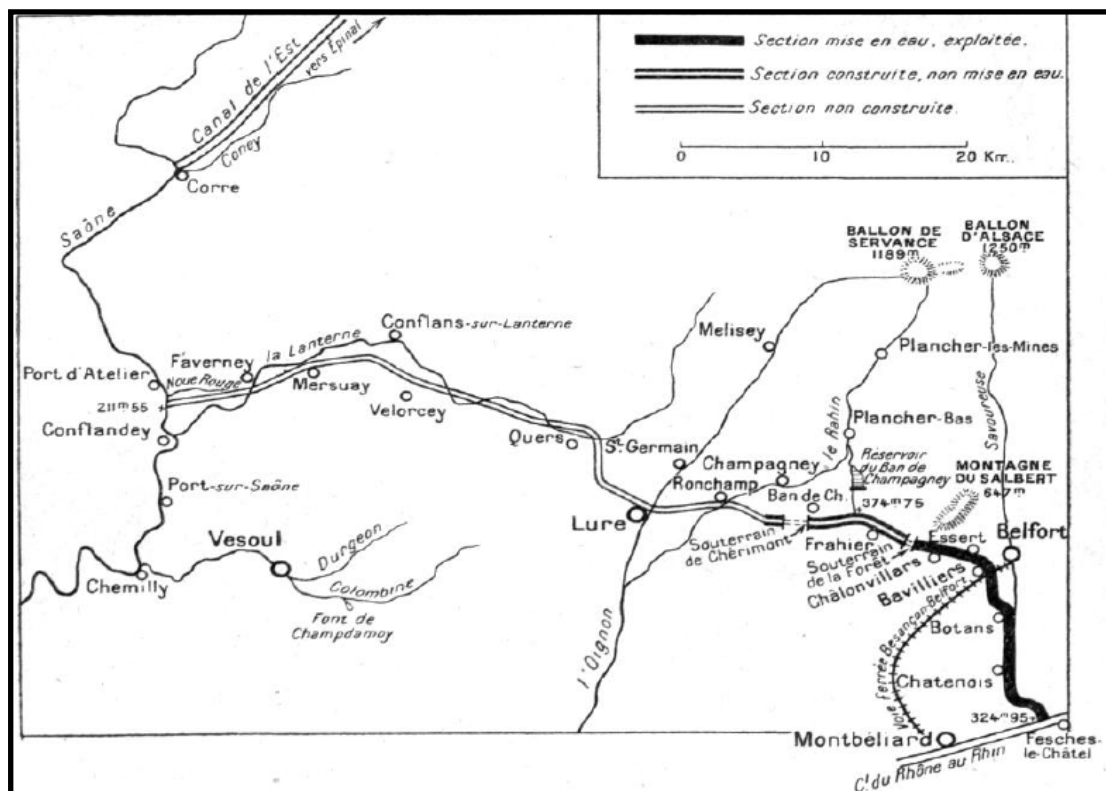 Section mise en eau, exploitée.
Section construite, non mise en eau.
Section non construite.
0 10 20 Km.
Canal de l'Est
vers Épinal
Coney
Corre
Saône
BALLON DE
SERVANCE
1189m
BALLON
D'ALSACE
1250m
Conflans-sur-Lanterne
la Lanterne
Melisey
Plancher-les-Mines
Port d'Atelier
Faverney
Noue Rouge
Mersuay
211m55
Velorcey
Conflandey
Quers
St. Germain
Plancher-Bas
le Rahin
Savoureuse
Port-sur-Saône
Champagney
Réservoir
du Ban de
Champagney
MONTAGNE
DU SALBERT
647m
Ronchamp
Ban de Ch.
374m75
Lure
Souterrain
de Chérimont
Frahier
Souterrain
de la Forêt
Essert
Belfort
Châlonvillars
Bavilliers
Vesoul
Durgeon
Colombine
Chemilly
Font de
Champdamoy
l'Oignon
Voie Ferrée Besançon-Belfort
Botans
Chatenois
324m95
Montbéliard
Fesches-
le-Châtel
Cl. du Rhône au Rhin